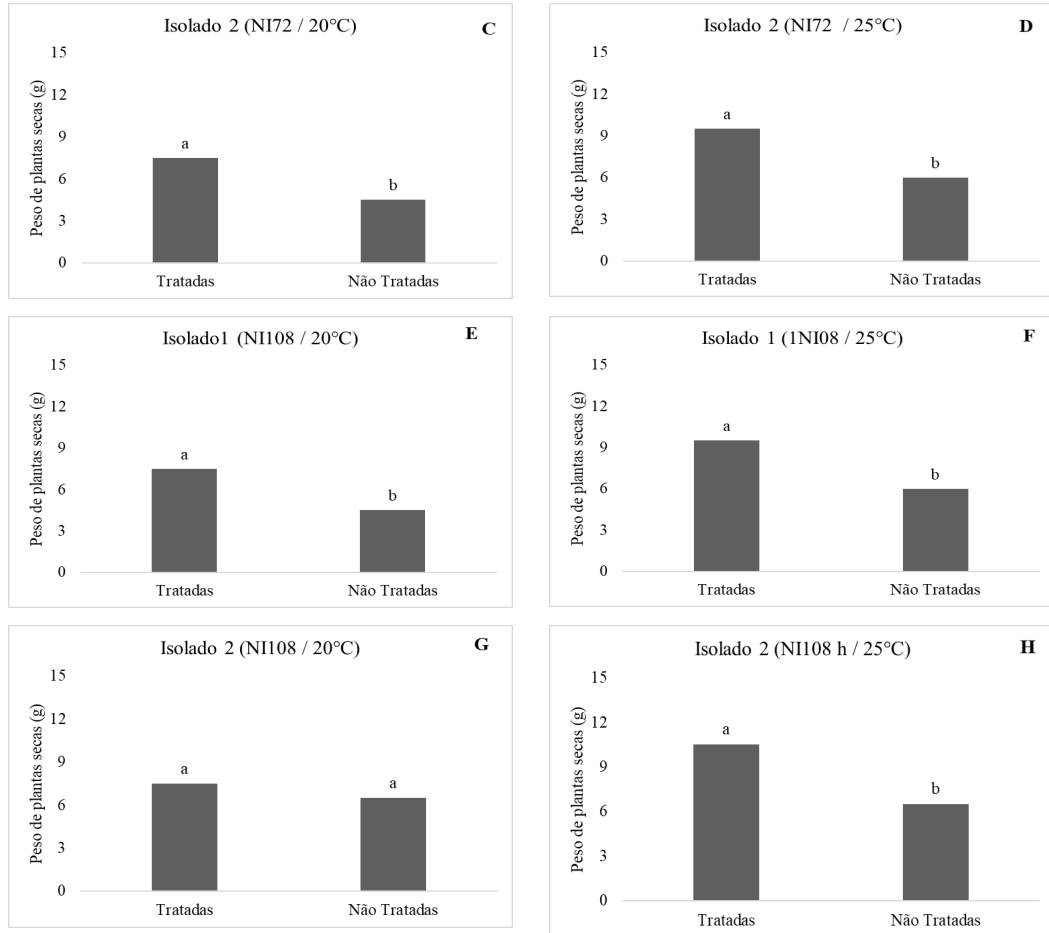 Isolado 2 (NI72 / 20°C)
C
Peso de plantas secas (g)
15
12
9
6
3
0
a
b
Tratadas
Não Tratadas
Isolado 2 (NI72 / 25°C)
D
Peso de plantas secas (g)
15
12
9
6
3
0
a
b
Tratadas
Não Tratadas
Isolado1 (NI108 / 20°C)
E
Peso de plantas secas (g)
15
12
9
6
3
0
a
b
Tratadas
Não Tratadas
Isolado 1 (1NI08 / 25°C)
F
Peso de plantas secas (g)
15
12
9
6
3
0
a
b
Tratadas
Não Tratadas
Isolado 2 (NI108 / 20°C)
G
Peso de plantas secas (g)
15
12
9
6
3
0
a
a
Tratadas
Não Tratadas
Isolado 2 (NI108 h / 25°C)
H
Peso de plantas secas (g)
15
12
9
6
3
0
a
b
Tratadas
Não Tratadas